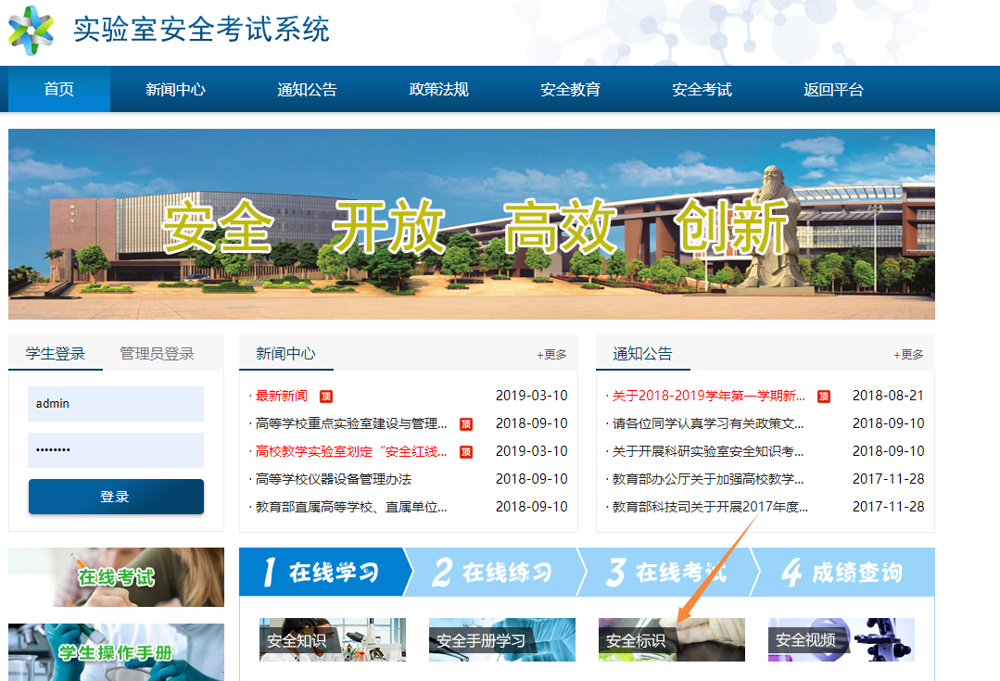 实验室安全考试系统
首页 新闻中心 通知公告 政策法规 安全教育 安全考试 返回平台
安全 开放 高效 创新
学生登录 管理员登录
admin
••••••••
登录
新闻中心 +更多
· 最新新闻 顶 2019-03-10
· 高等学校重点实验室建设与管理... 顶 2018-09-10
· 高校教学实验室划定“安全红线... 顶 2019-03-10
· 高等学校仪器设备管理办法 2018-09-10
· 教育部直属高等学校、直属单位... 2018-09-10
通知公告 +更多
· 关于2018-2019学年第一学期新... 顶 2018-08-21
· 请各位同学认真学习有关政策文... 2018-09-10
· 关于开展科研实验室安全知识考... 2018-09-10
· 教育部办公厅关于加强高校教学... 2017-11-28
· 教育部科技司关于开展2017年度... 2017-11-28
在线考试
学生操作手册
1 在线学习 2 在线练习 3 在线考试 4 成绩查询
安全知识 安全手册学习 安全标识 安全视频